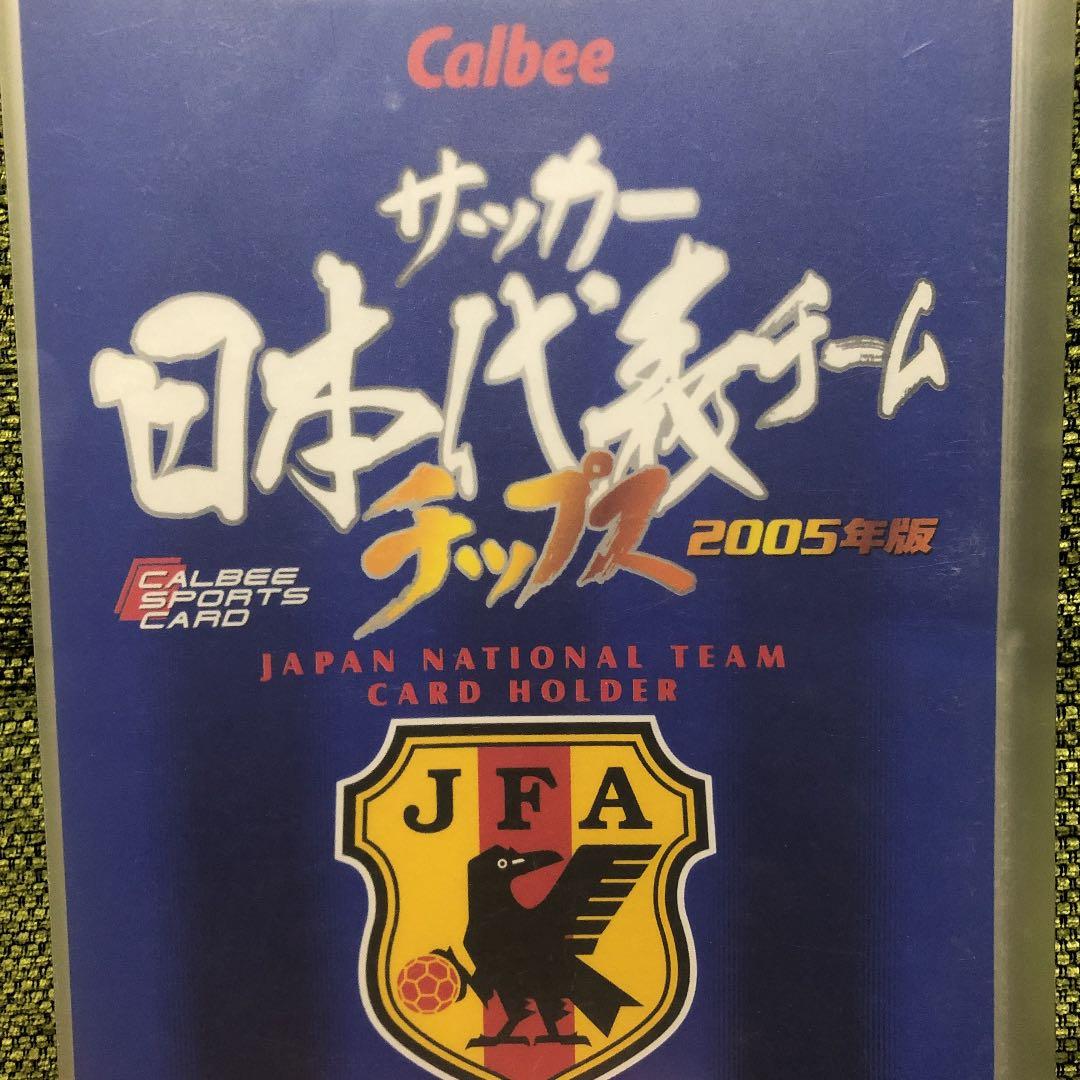 Calbee
サッカー
日本代表チーム
チップス 2005年版
CALBEE
SPORTS
CARD
JAPAN NATIONAL TEAM
CARD HOLDER
JFA